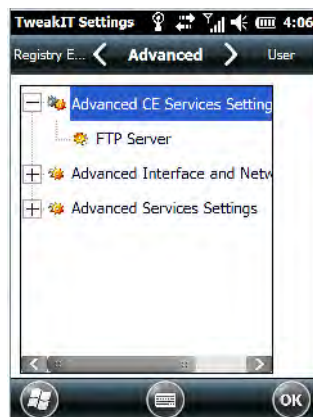 TweakIT Settings 4:06
Registry E... Advanced User
Advanced CE Services Setting
FTP Server
Advanced Interface and Netw
Advanced Services Settings
OK